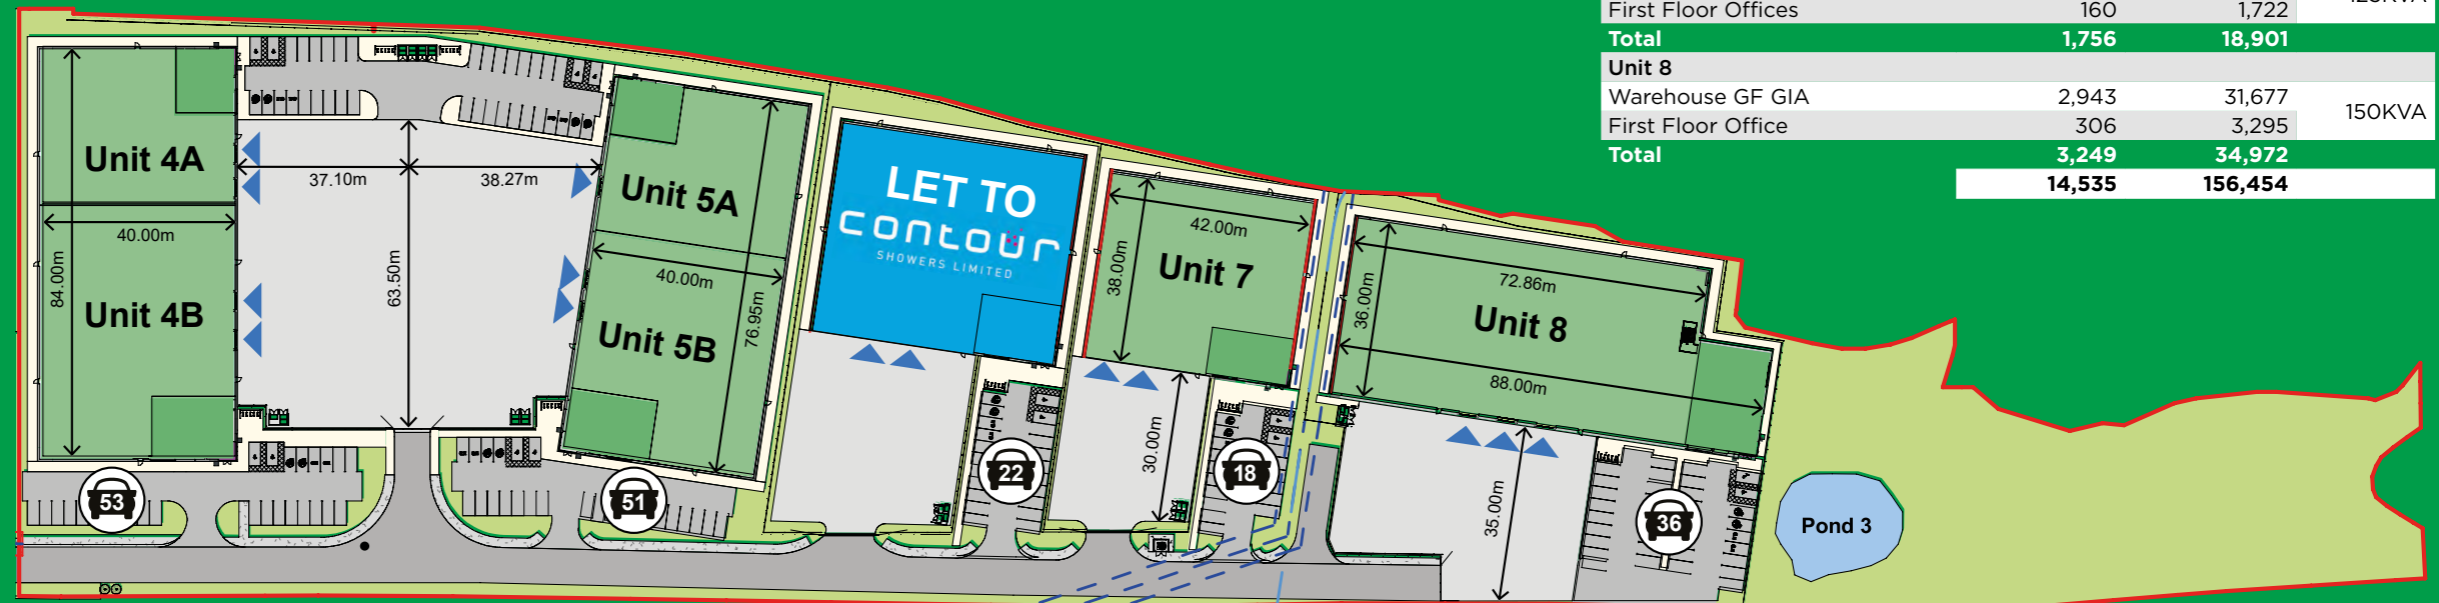 First Floor Offices 160 1,722
Total 1,756 18,901
Unit 8
Warehouse GF GIA 2,943 31,677
150KVA
First Floor Office 306 3,295
Total 3,249 34,972
14,535 156,454
Unit 4A
37.10m
38.27m
40.00m
84.00m
63.50m
Unit 4B
Unit 5A
40.00m
76.95m
Unit 5B
LET TO
contour
SHOWERS LIMITED
42.00m
38.00m
Unit 7
30.00m
72.86m
36.00m
Unit 8
88.00m
35.00m
53
51
22
18
36
Pond 3